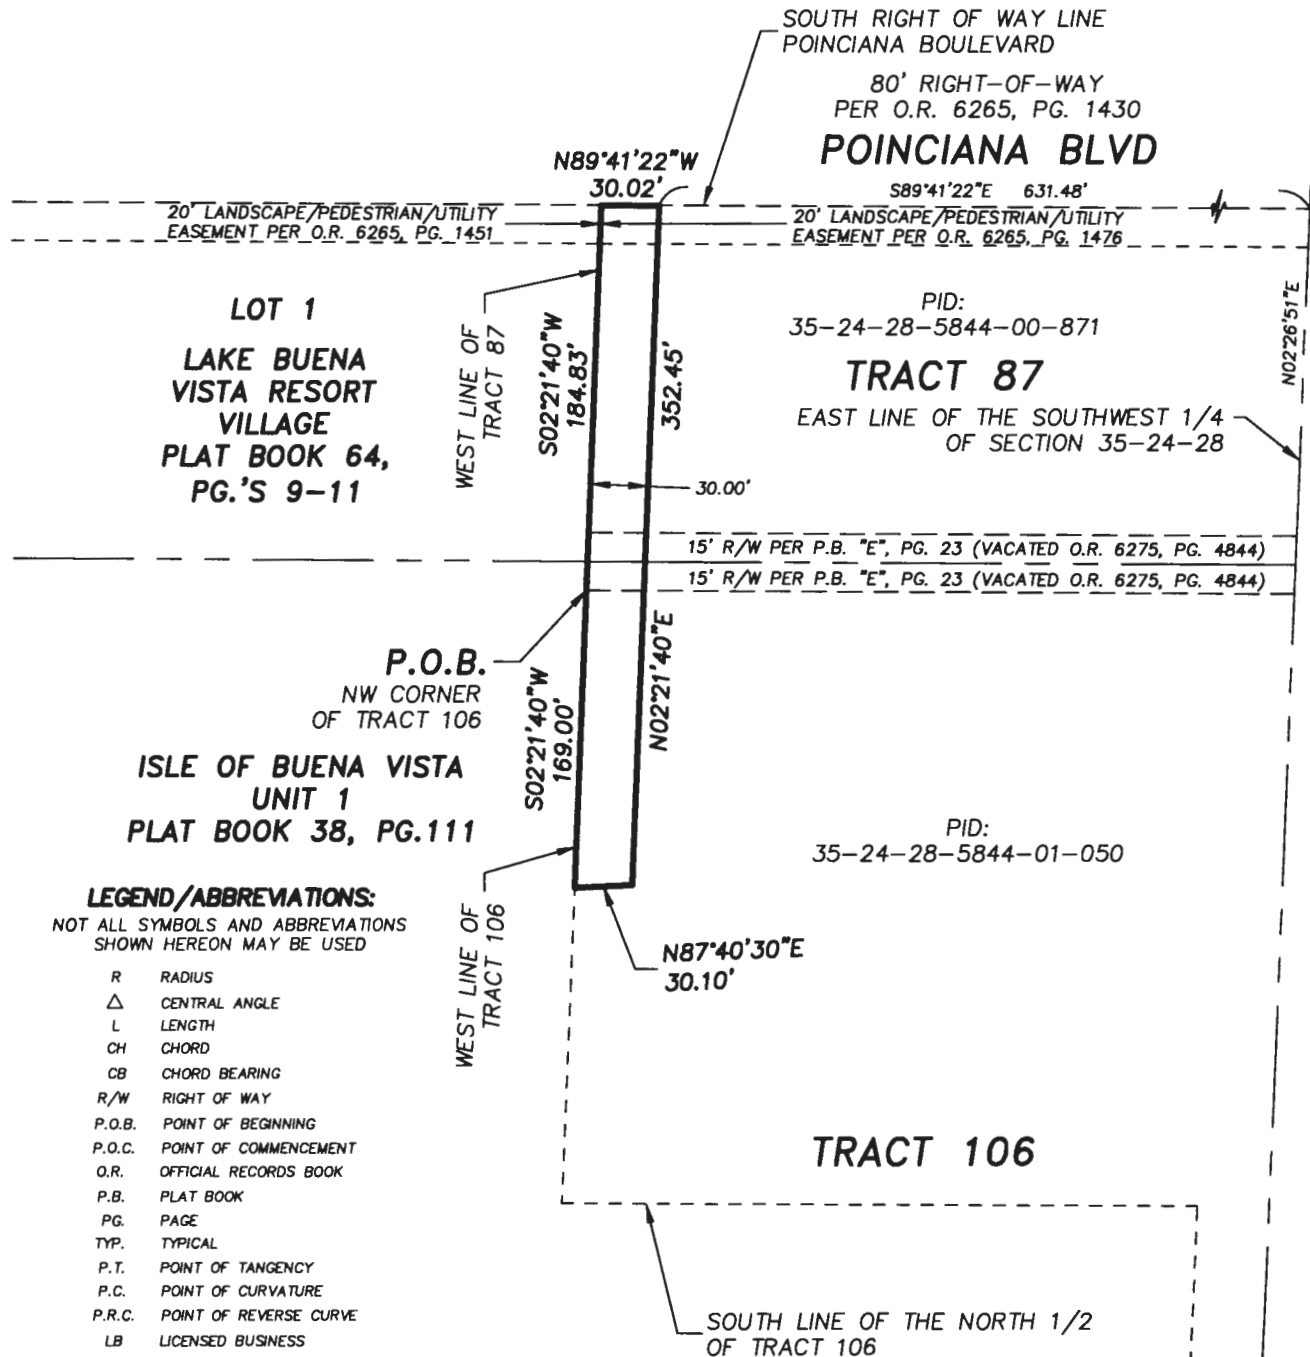 SOUTH RIGHT OF WAY LINE
POINCIANA BOULEVARD
80' RIGHT-OF-WAY
PER O.R. 6265, PG. 1430
POINCIANA BLVD
N89°41'22"W
30.02'
S89°41'22"E 631.48'
20' LANDSCAPE/PEDESTRIAN/UTILITY
EASEMENT PER O.R. 6265, PG. 1451
20' LANDSCAPE/PEDESTRIAN/UTILITY
EASEMENT PER O.R. 6265, PG. 1476
LOT 1
LAKE BUENA
VISTA RESORT
VILLAGE
PLAT BOOK 64,
PG.'S 9-11
WEST LINE OF
TRACT 87
S02°21'40"W
184.83'
352.45'
PID:
35-24-28-5844-00-871
TRACT 87
EAST LINE OF THE SOUTHWEST 1/4
OF SECTION 35-24-28
N02°26'51"E
30.00'
15' R/W PER P.B. "E", PG. 23 (VACATED O.R. 6275, PG. 4844)
15' R/W PER P.B. "E", PG. 23 (VACATED O.R. 6275, PG. 4844)
P.O.B.
NW CORNER
OF TRACT 106
S02°21'40"W
169.00'
N02°21'40"E
ISLE OF BUENA VISTA
UNIT 1
PLAT BOOK 38, PG.111
PID:
35-24-28-5844-01-050
WEST LINE OF
TRACT 106
N87°40'30"E
30.10'
LEGEND/ABBREVIATIONS:
NOT ALL SYMBOLS AND ABBREVIATIONS
SHOWN HEREON MAY BE USED
R RADIUS
△ CENTRAL ANGLE
L LENGTH
CH CHORD
CB CHORD BEARING
R/W RIGHT OF WAY
P.O.B. POINT OF BEGINNING
P.O.C. POINT OF COMMENCEMENT
O.R. OFFICIAL RECORDS BOOK
P.B. PLAT BOOK
PG. PAGE
TYP. TYPICAL
P.T. POINT OF TANGENCY
P.C. POINT OF CURVATURE
P.R.C. POINT OF REVERSE CURVE
LB LICENSED BUSINESS
TRACT 106
SOUTH LINE OF THE NORTH 1/2
OF TRACT 106